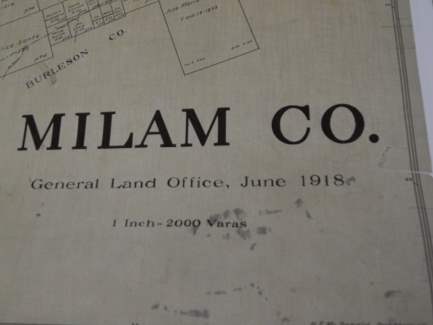 BURLESON CO
MILAM CO.
General Land Office, June 1918.
1 Inch-2000 Varas